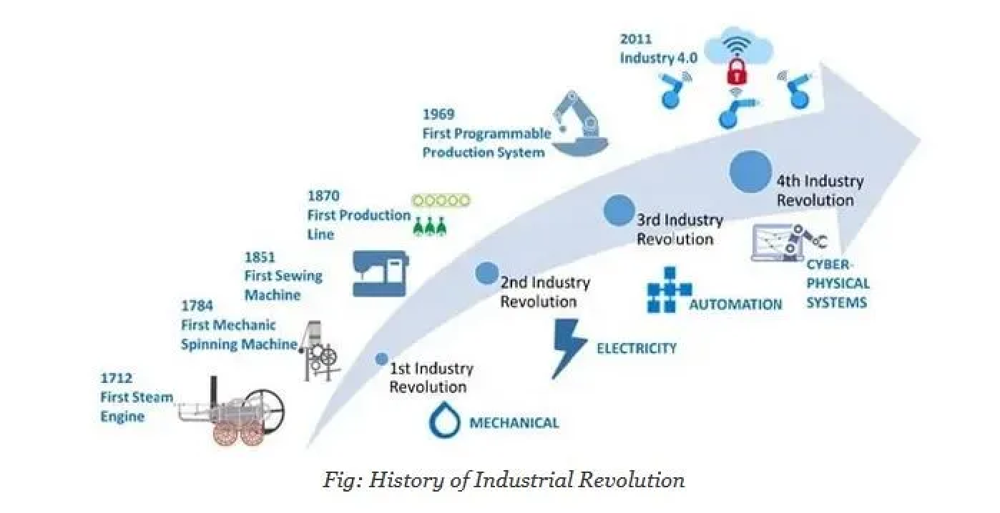 2011
Industry 4.0
1969
First Programmable
Production System
1870
First Production
Line
1851
First Sewing
Machine
1784
First Mechanic
Spinning Machine
1712
First Steam
Engine
4th Industry
Revolution
3rd Industry
Revolution
2nd Industry
Revolution
1st Industry
Revolution
CYBER-
PHYSICAL
SYSTEMS
AUTOMATION
ELECTRICITY
MECHANICAL
Fig: History of Industrial Revolution